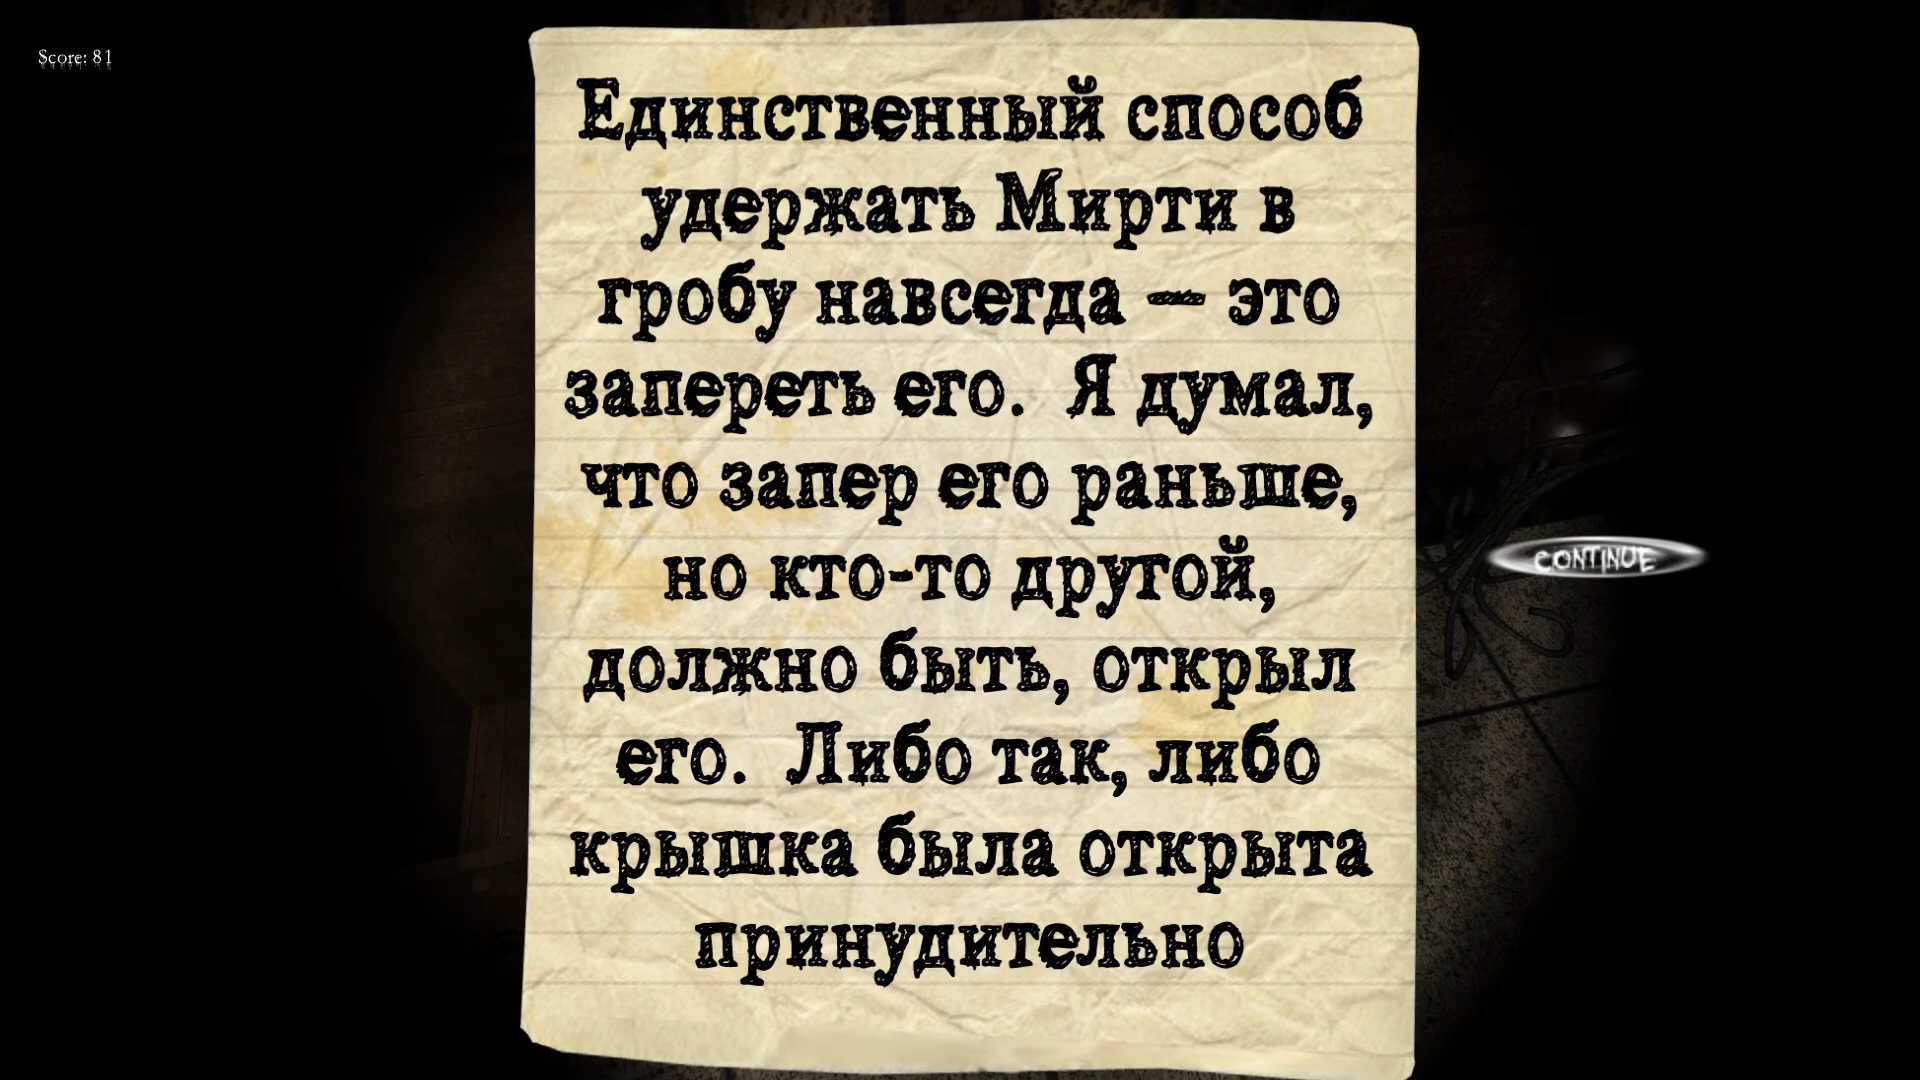 Score: 81
Единственный способ
удержать Мирти в
гробу навсегда — это
запереть его. Я думал,
что запер его раньше,
но кто-то другой,
должно быть, открыл
его. Либо так, либо
крышка была открыта
принудительно
CONTINUE